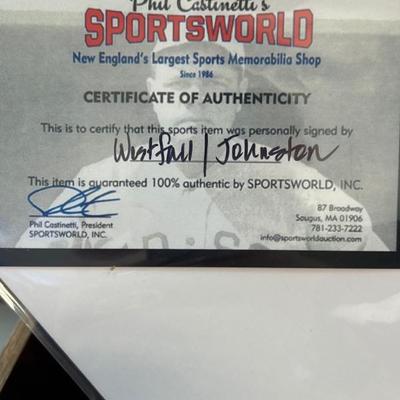 Phil Castinetti's
SPORTSWORLD
New England's Largest Sports Memorabilia Shop
Since 1986
CERTIFICATE OF AUTHENTICITY
This is to certify that this sports item was personally signed by
Westfall / Johnston
This item is guaranteed 100% authentic by SPORTSWORLD, INC.
Phil Castinetti, President
SPORTSWORLD, INC.
87 Broadway
Saugus, MA 01906
781-233-7222
info@sportsworldauction.com